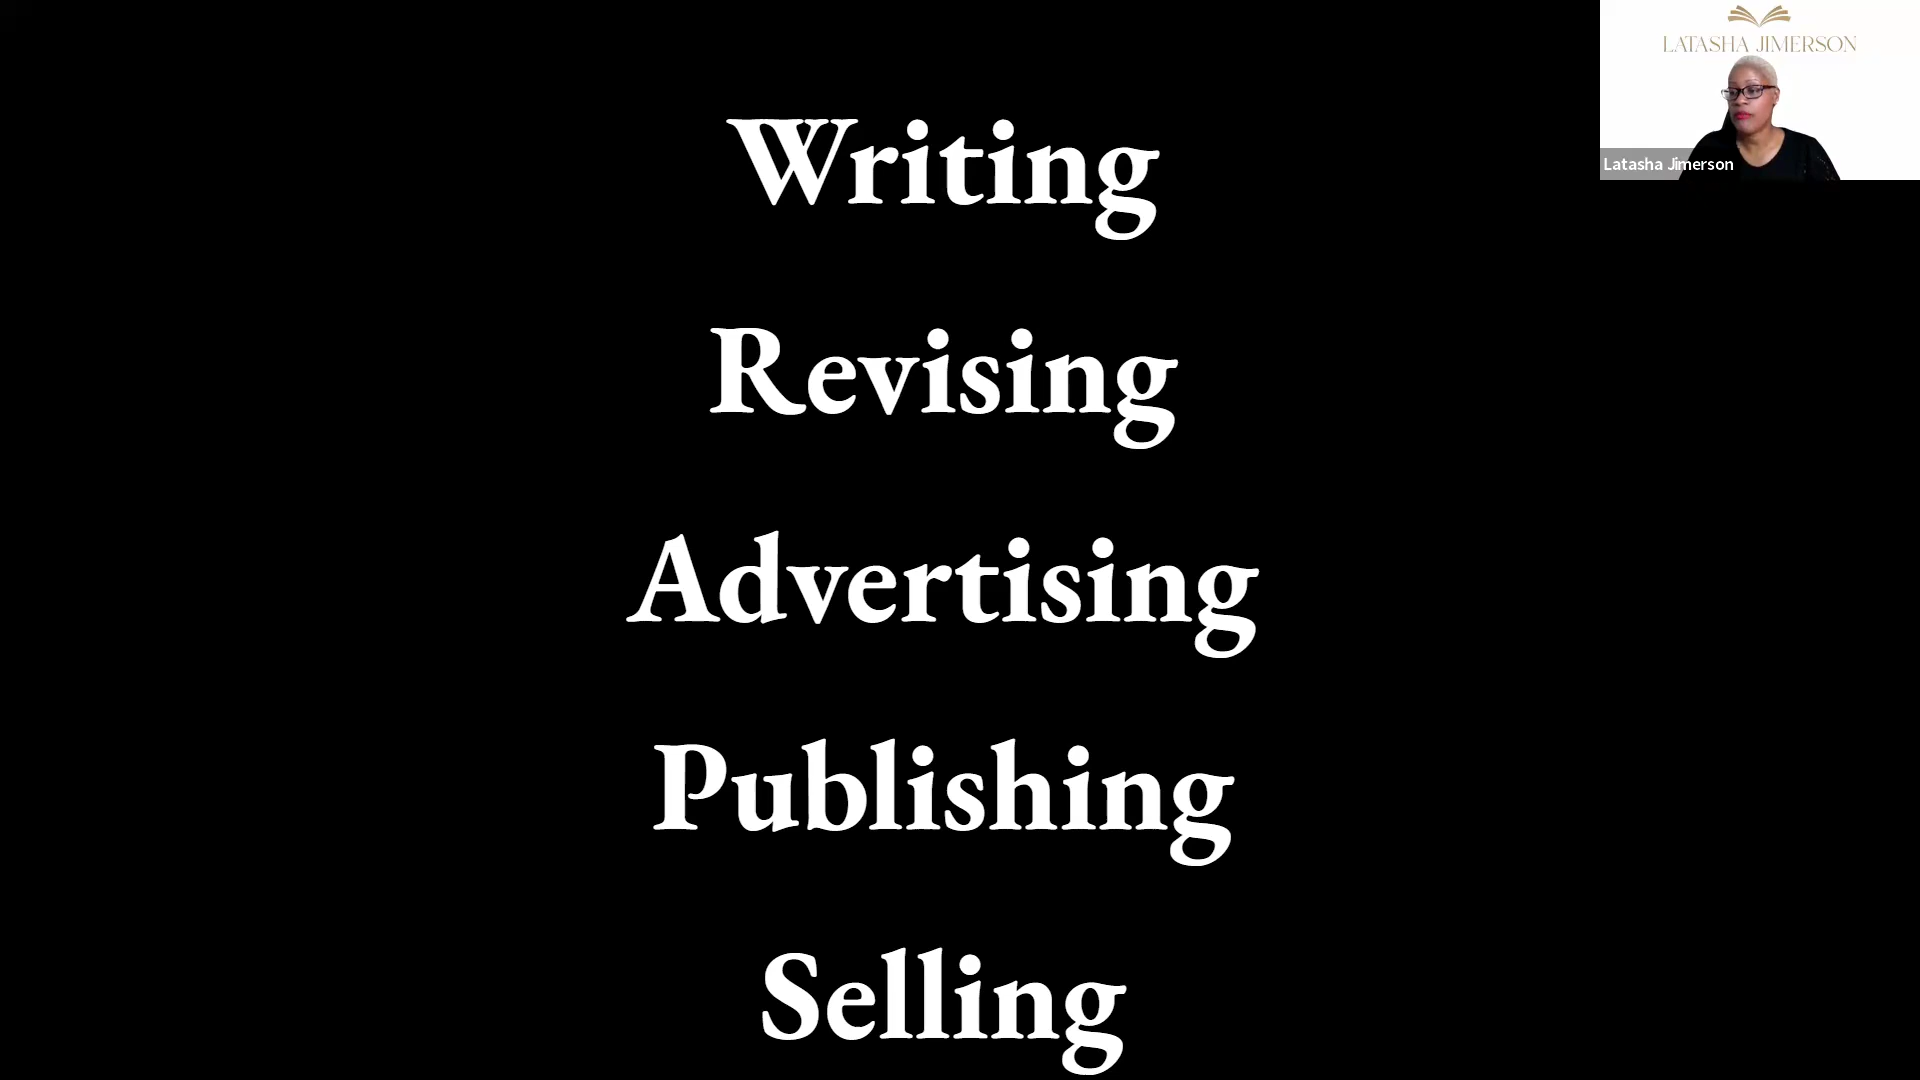 LATASHA JIMERSON
Latasha Jimerson
Writing
Revising
Advertising
Publishing
Selling